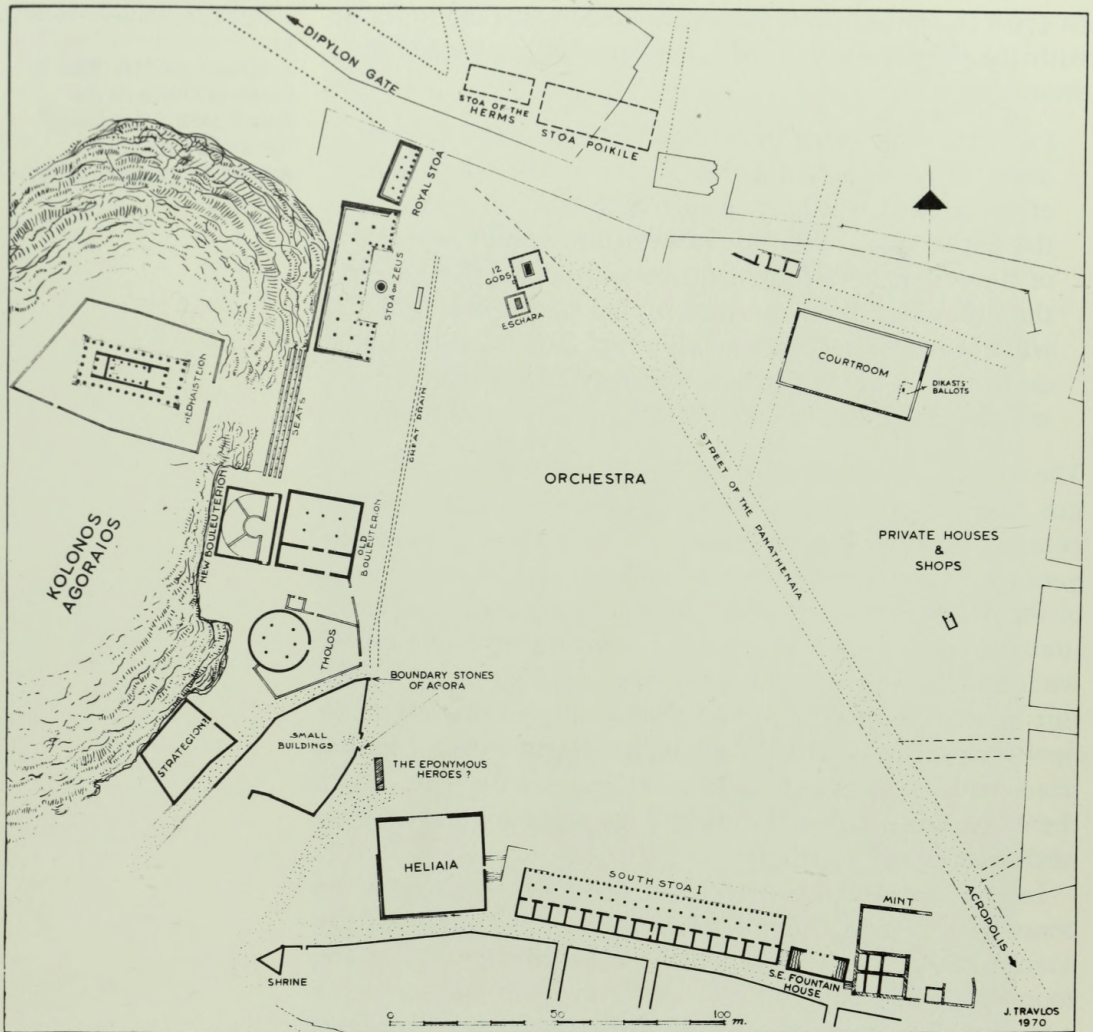 DIPYLON GATE
STOA OF THE
HERMS
STOA POIKILE
ROYAL STOA
STOA OF ZEUS
12
GODS
ESCHARA
HEPHAISTEION
SEATS
GREAT DRAIN
COURTROOM
DIKASTS'
BALLOTS
ORCHESTRA
STREET OF THE PANATHENAIA
KOLONOS
AGORAIOS
NEW BOULEUTERION
OLD
BOULEUTERION
PRIVATE HOUSES
&
SHOPS
THOLOS
BOUNDARY STONES
OF AGORA
STRATEGION?
SMALL
BUILDINGS
THE EPONYMOUS
HEROES ?
HELIAIA
SOUTH STOA I
MINT
ACROPOLIS
SHRINE
S.E. FOUNTAIN
HOUSE
0 50 100 m.
J. TRAVLOS
1970